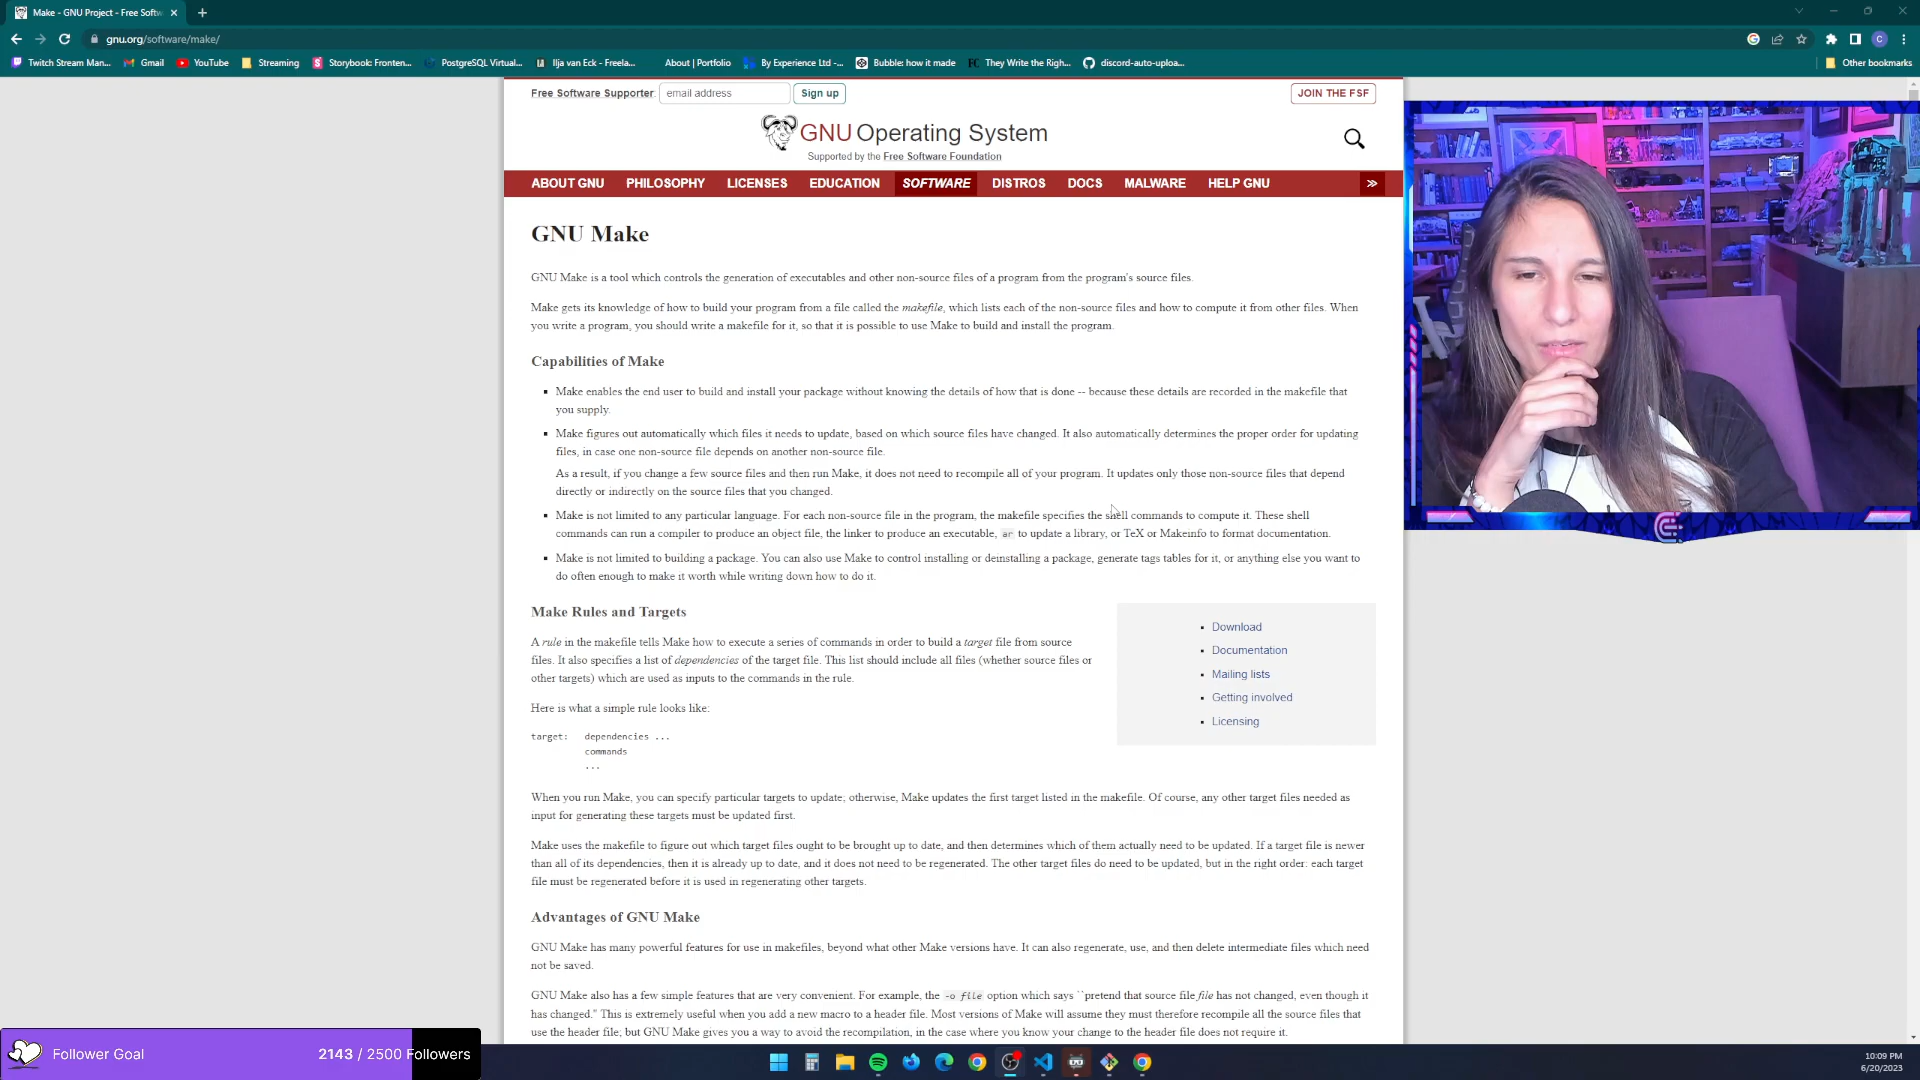 Make - GNU Project - Free Softw
gnu.org/software/make/
Twitch Stream Man...
Gmail
YouTube
Streaming
Storybook: Fronten...
PostgreSQL Virtual...
Ilja van Eck - Freela...
About | Portfolio
By Experience Ltd -...
Bubble: how it made
They Write the Righ...
discord-auto-uploa...
Other bookmarks
Free Software Supporter:
email address
Sign up
JOIN THE FSF
GNU Operating System
Supported by the Free Software Foundation
ABOUT GNU PHILOSOPHY LICENSES EDUCATION SOFTWARE DISTROS DOCS MALWARE HELP GNU
GNU Make
GNU Make is a tool which controls the generation of executables and other non-source files of a program from the program's source files.
Make gets its knowledge of how to build your program from a file called the makefile, which lists each of the non-source files and how to compute it from other files. When
you write a program, you should write a makefile for it, so that it is possible to use Make to build and install the program.
Capabilities of Make
Make enables the end user to build and install your package without knowing the details of how that is done -- because these details are recorded in the makefile that
you supply.
Make figures out automatically which files it needs to update, based on which source files have changed. It also automatically determines the proper order for updating
files, in case one non-source file depends on another non-source file.
As a result, if you change a few source files and then run Make, it does not need to recompile all of your program. It updates only those non-source files that depend
directly or indirectly on the source files that you changed.
Make is not limited to any particular language. For each non-source file in the program, the makefile specifies the shell commands to compute it. These shell
commands can run a compiler to produce an object file, the linker to produce an executable, ar to update a library, or TeX or Makeinfo to format documentation.
Make is not limited to building a package. You can also use Make to control installing or deinstalling a package, generate tags tables for it, or anything else you want to
do often enough to make it worth while writing down how to do it.
Make Rules and Targets
A rule in the makefile tells Make how to execute a series of commands in order to build a target file from source
files. It also specifies a list of dependencies of the target file. This list should include all files (whether source files or
other targets) which are used as inputs to the commands in the rule.
Here is what a simple rule looks like:
target: dependencies ...
commands
...
Download
Documentation
Mailing lists
Getting involved
Licensing
When you run Make, you can specify particular targets to update; otherwise, Make updates the first target listed in the makefile. Of course, any other target files needed as
input for generating these targets must be updated first.
Make uses the makefile to figure out which target files ought to be brought up to date, and then determines which of them actually need to be updated. If a target file is newer
than all of its dependencies, then it is already up to date, and it does not need to be regenerated. The other target files do need to be updated, but in the right order: each target
file must be regenerated before it is used in regenerating other targets.
Advantages of GNU Make
GNU Make has many powerful features for use in makefiles, beyond what other Make versions have. It can also regenerate, use, and then delete intermediate files which need
not be saved.
GNU Make also has a few simple features that are very convenient. For example, the -o file option which says ``pretend that source file file has not changed, even though it
has changed.'' This is extremely useful when you add a new macro to a header file. Most versions of Make will assume they must therefore recompile all the source files that
use the header file; but GNU Make gives you a way to avoid the recompilation, in the case where you know your change to the header file does not require it.
Follower Goal
2143 / 2500 Followers
10:09 PM
6/20/2023